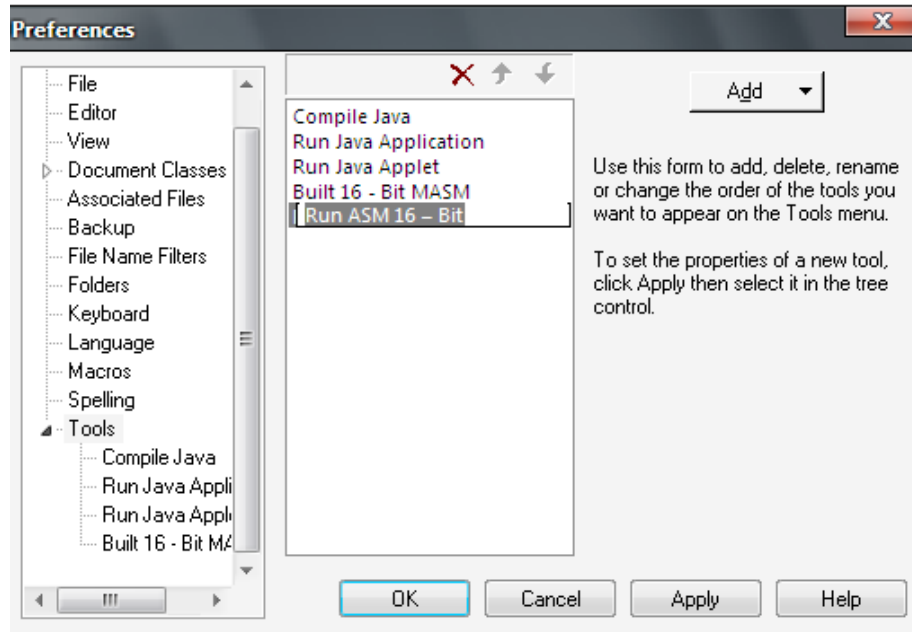 Preferences
File
Editor
View
Document Classes
Associated Files
Backup
File Name Filters
Folders
Keyboard
Language
Macros
Spelling
Tools
Compile Java
Run Java Appli
Run Java Appl
Built 16 - Bit MA
Compile Java
Run Java Application
Run Java Applet
Built 16 - Bit MASM
Run ASM 16 – Bit
Add
Use this form to add, delete, rename
or change the order of the tools you
want to appear on the Tools menu.
To set the properties of a new tool,
click Apply then select it in the tree
control.
OK
Cancel
Apply
Help